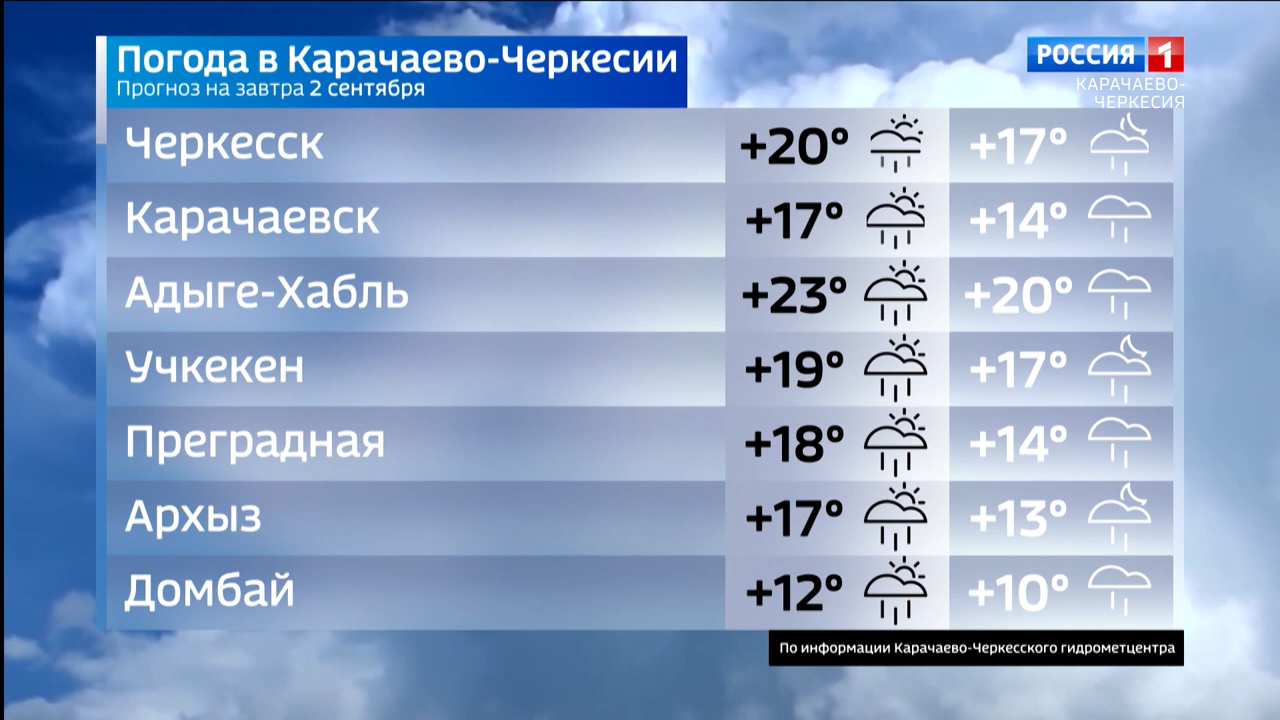 Погода в Карачаево-Черкесии
Прогноз на завтра 2 сентября
РОССИЯ 1
КАРАЧАЕВО-
ЧЕРКЕСИЯ
Черкесск +20° +17°
Карачаевск +17° +14°
Адыге-Хабль +23° +20°
Учкекен +19° +17°
Преградная +18° +14°
Архыз +17° +13°
Домбай +12° +10°
По информации Карачаево-Черкесского гидрометцентра